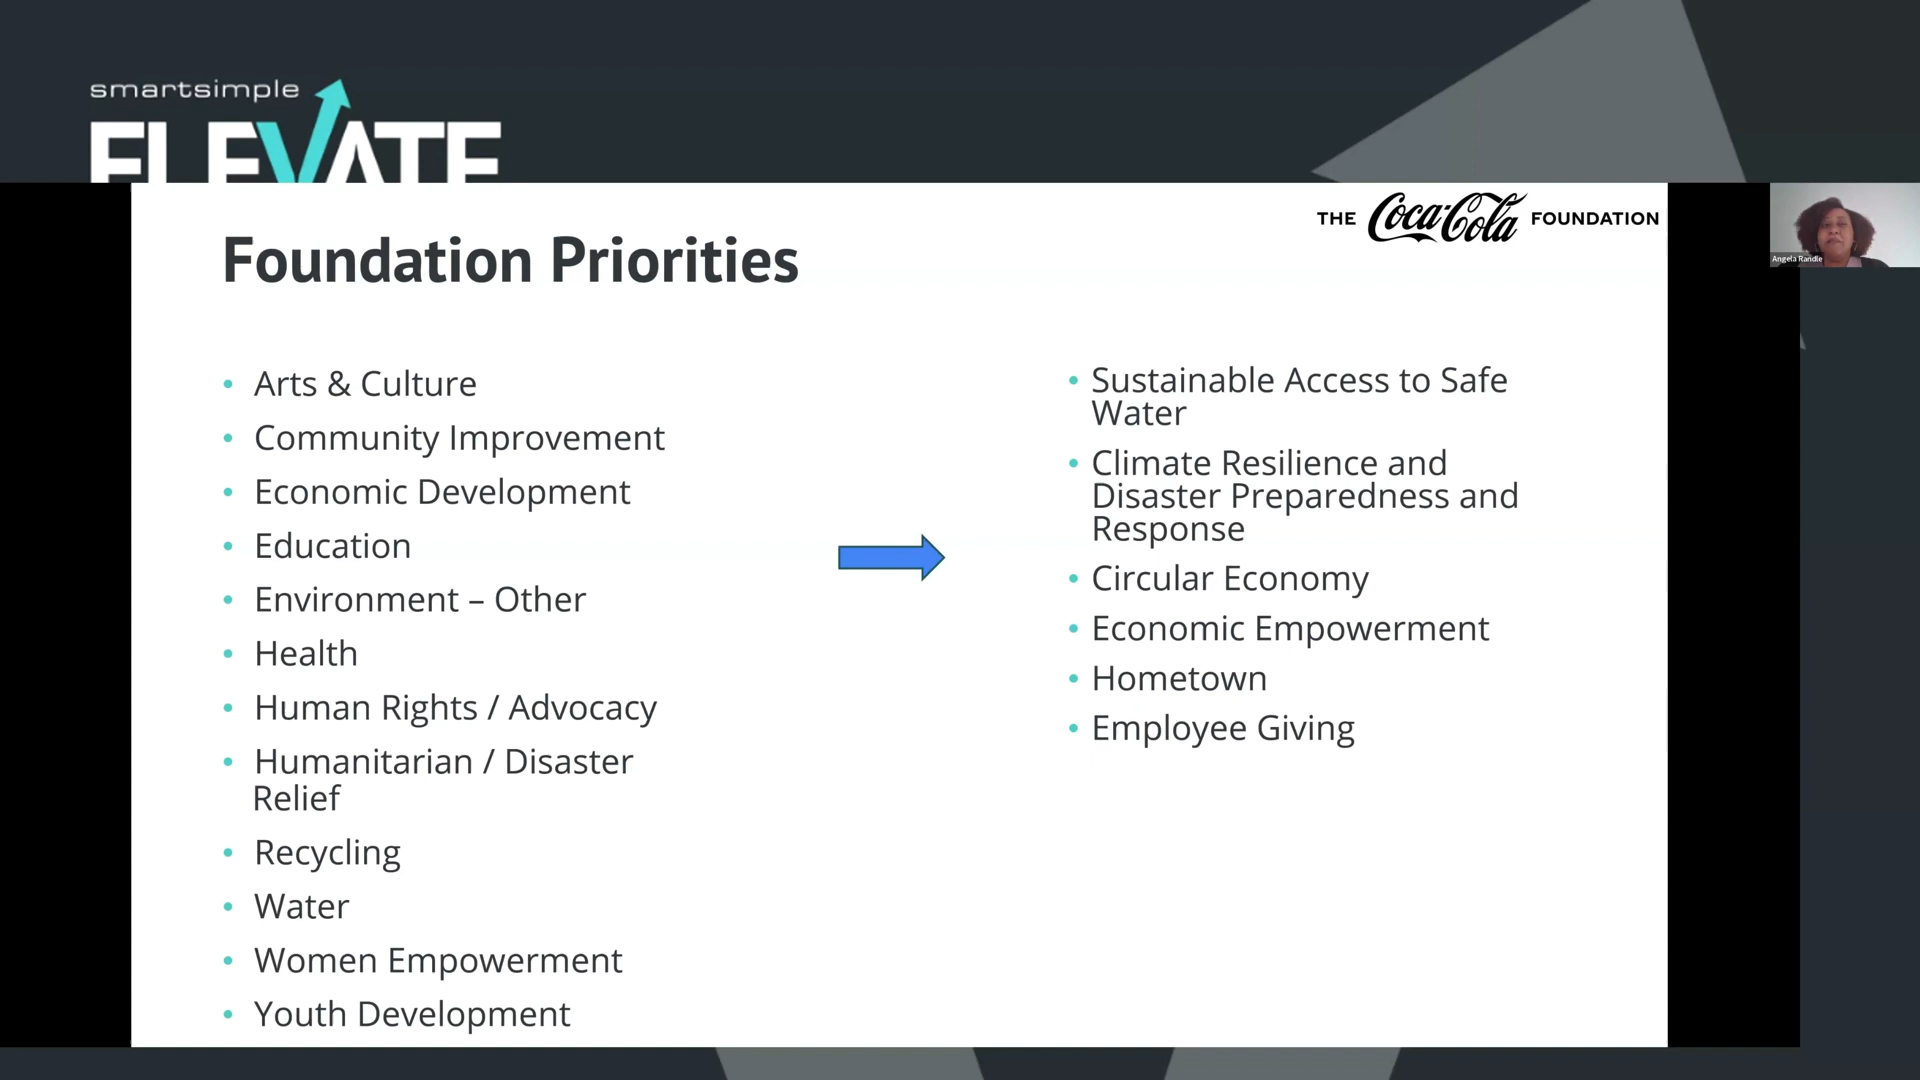 smartsimple
ELEVATE
THE Coca-Cola FOUNDATION
Angela Randle
Foundation Priorities
• Arts & Culture
• Community Improvement
• Economic Development
• Education
• Environment – Other
• Health
• Human Rights / Advocacy
• Humanitarian / Disaster
Relief
• Recycling
• Water
• Women Empowerment
• Youth Development
• Sustainable Access to Safe
Water
• Climate Resilience and
Disaster Preparedness and
Response
• Circular Economy
• Economic Empowerment
• Hometown
• Employee Giving